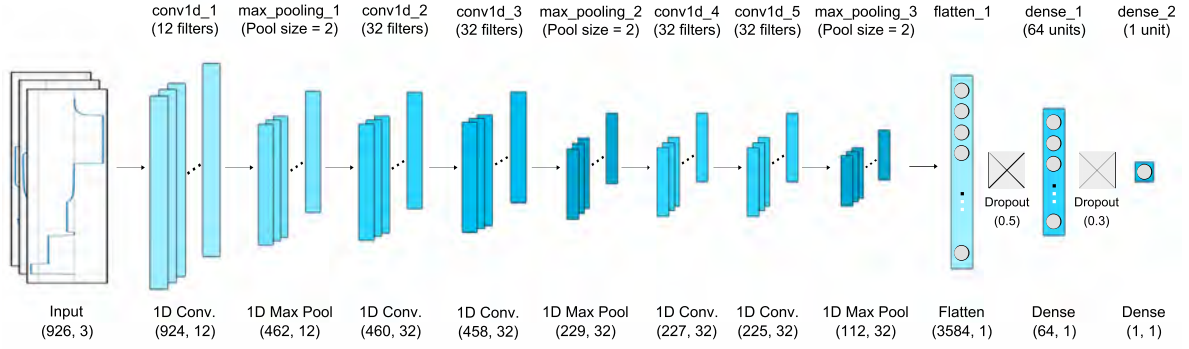 conv1d_1
(12 filters)
max_pooling_1
(Pool size = 2)
conv1d_2
(32 filters)
conv1d_3
(32 filters)
max_pooling_2
(Pool size = 2)
conv1d_4
(32 filters)
conv1d_5
(32 filters)
max_pooling_3
(Pool size = 2)
flatten_1
dense_1
(64 units)
dense_2
(1 unit)
Dropout
(0.5)
Dropout
(0.3)
Input
(926, 3)
1D Conv.
(924, 12)
1D Max Pool
(462, 12)
1D Conv.
(460, 32)
1D Conv.
(458, 32)
1D Max Pool
(229, 32)
1D Conv.
(227, 32)
1D Conv.
(225, 32)
1D Max Pool
(112, 32)
Flatten
(3584, 1)
Dense
(64, 1)
Dense
(1, 1)